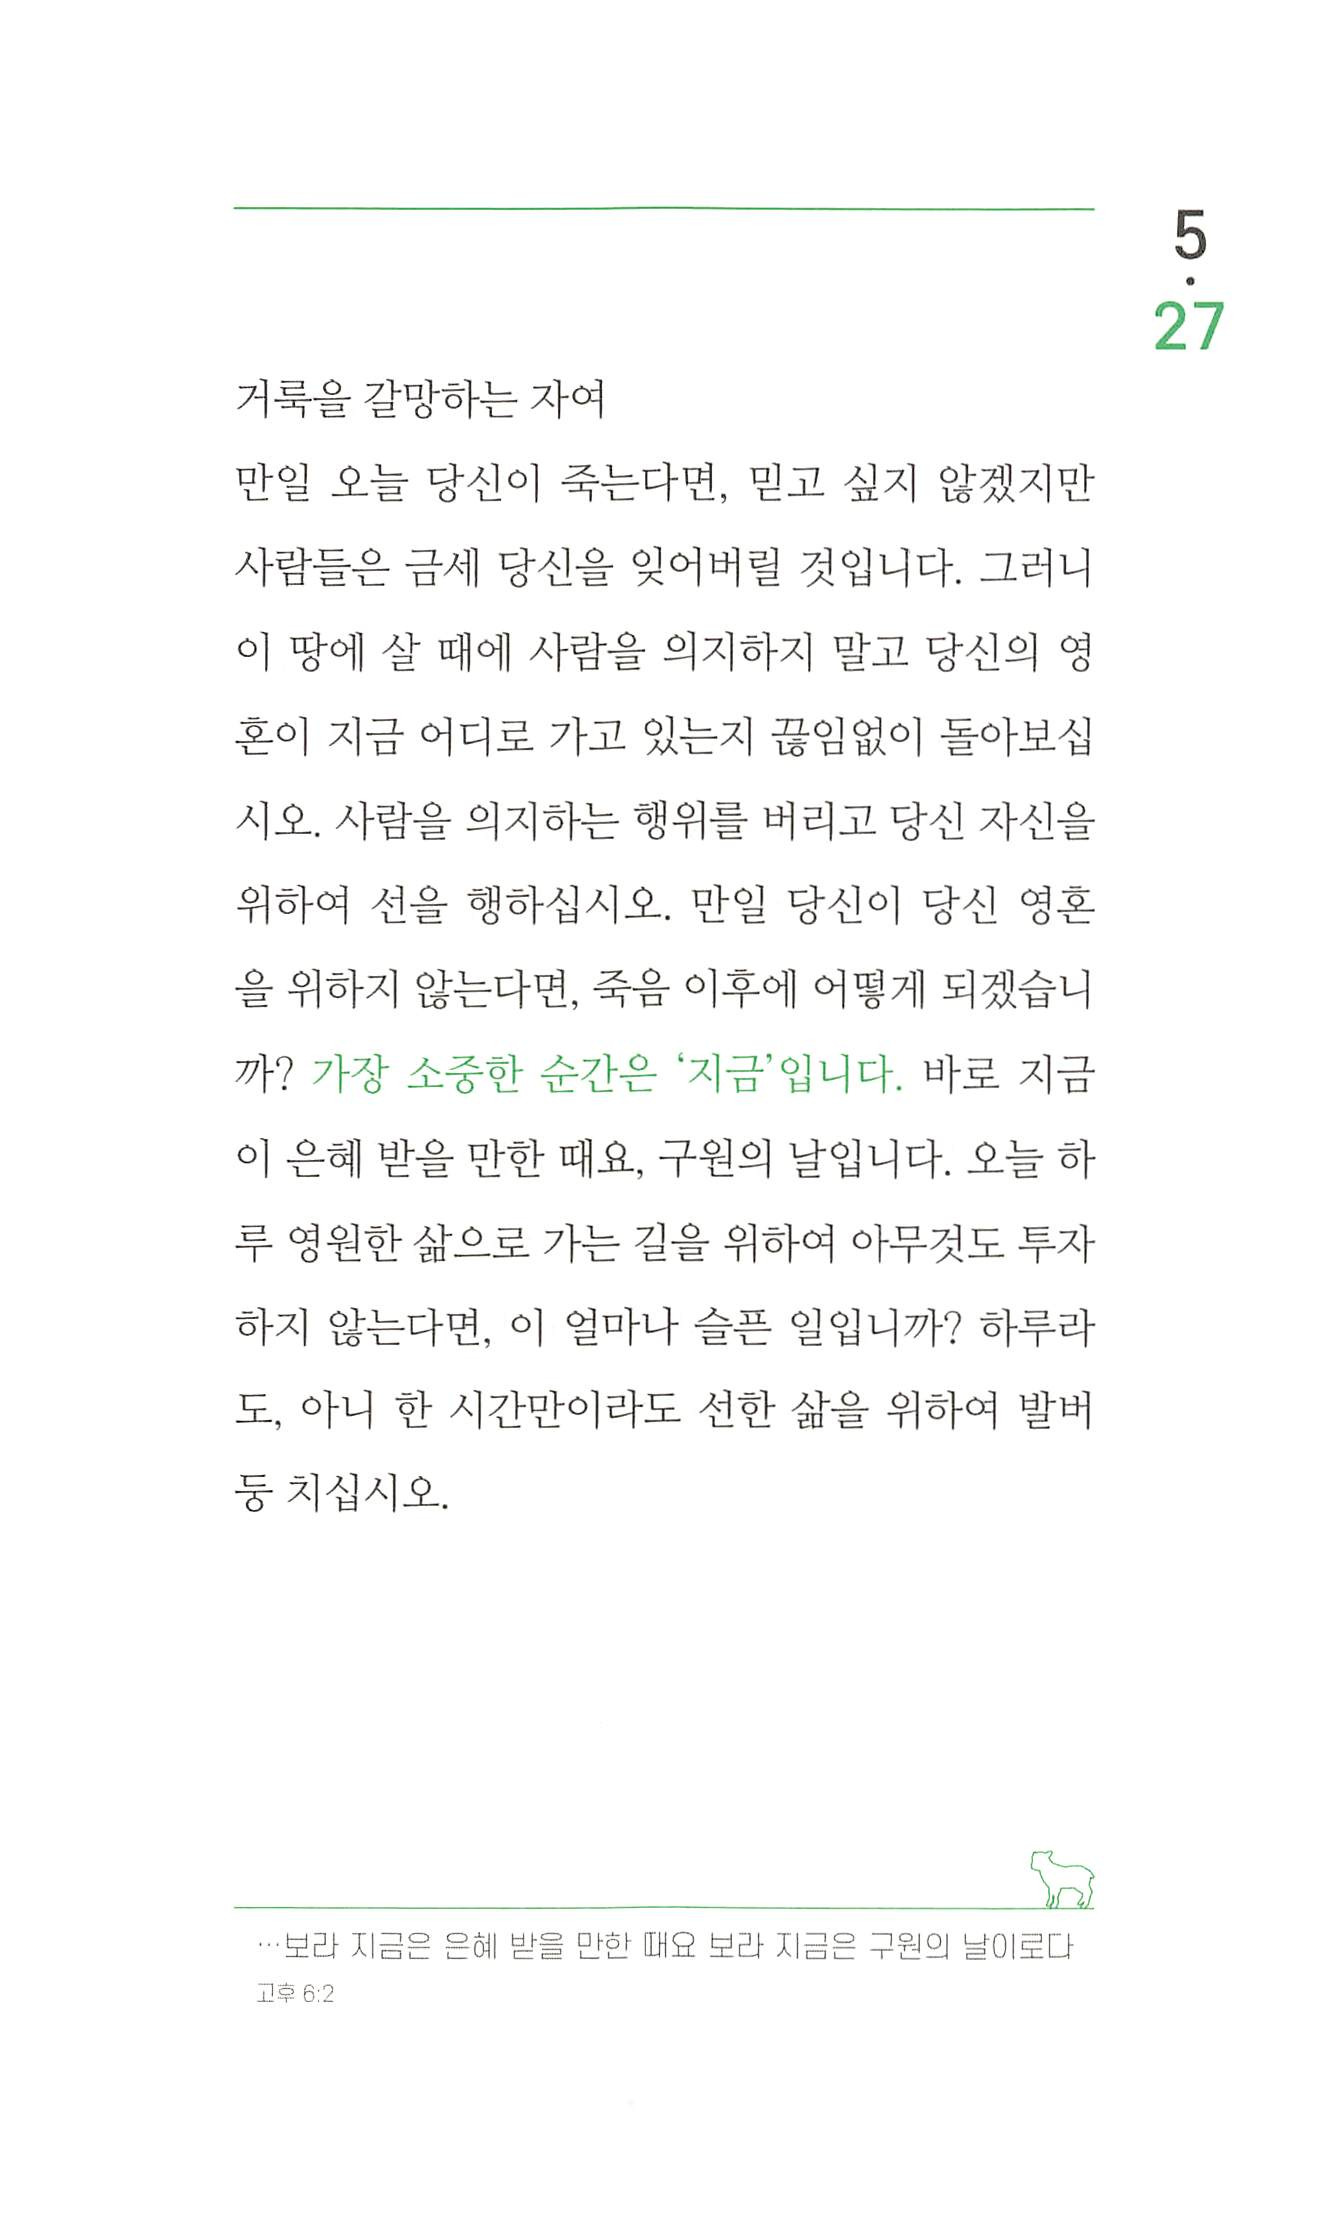 5
·
27
거룩을 갈망하는 자여
만일 오늘 당신이 죽는다면, 믿고 싶지 않겠지만
사람들은 금세 당신을 잊어버릴 것입니다. 그러니
이 땅에 살 때에 사람을 의지하지 말고 당신의 영
혼이 지금 어디로 가고 있는지 끊임없이 돌아보십
시오. 사람을 의지하는 행위를 버리고 당신 자신을
위하여 선을 행하십시오. 만일 당신이 당신 영혼
을 위하지 않는다면, 죽음 이후에 어떻게 되겠습니
까? 가장 소중한 순간은 ‘지금’입니다. 바로 지금
이 은혜 받을 만한 때요, 구원의 날입니다. 오늘 하
루 영원한 삶으로 가는 길을 위하여 아무것도 투자
하지 않는다면, 이 얼마나 슬픈 일입니까? 하루라
도, 아니 한 시간만이라도 선한 삶을 위하여 발버
둥 치십시오.
…보라 지금은 은혜 받을 만한 때요 보라 지금은 구원의 날이로다
고후 6:2